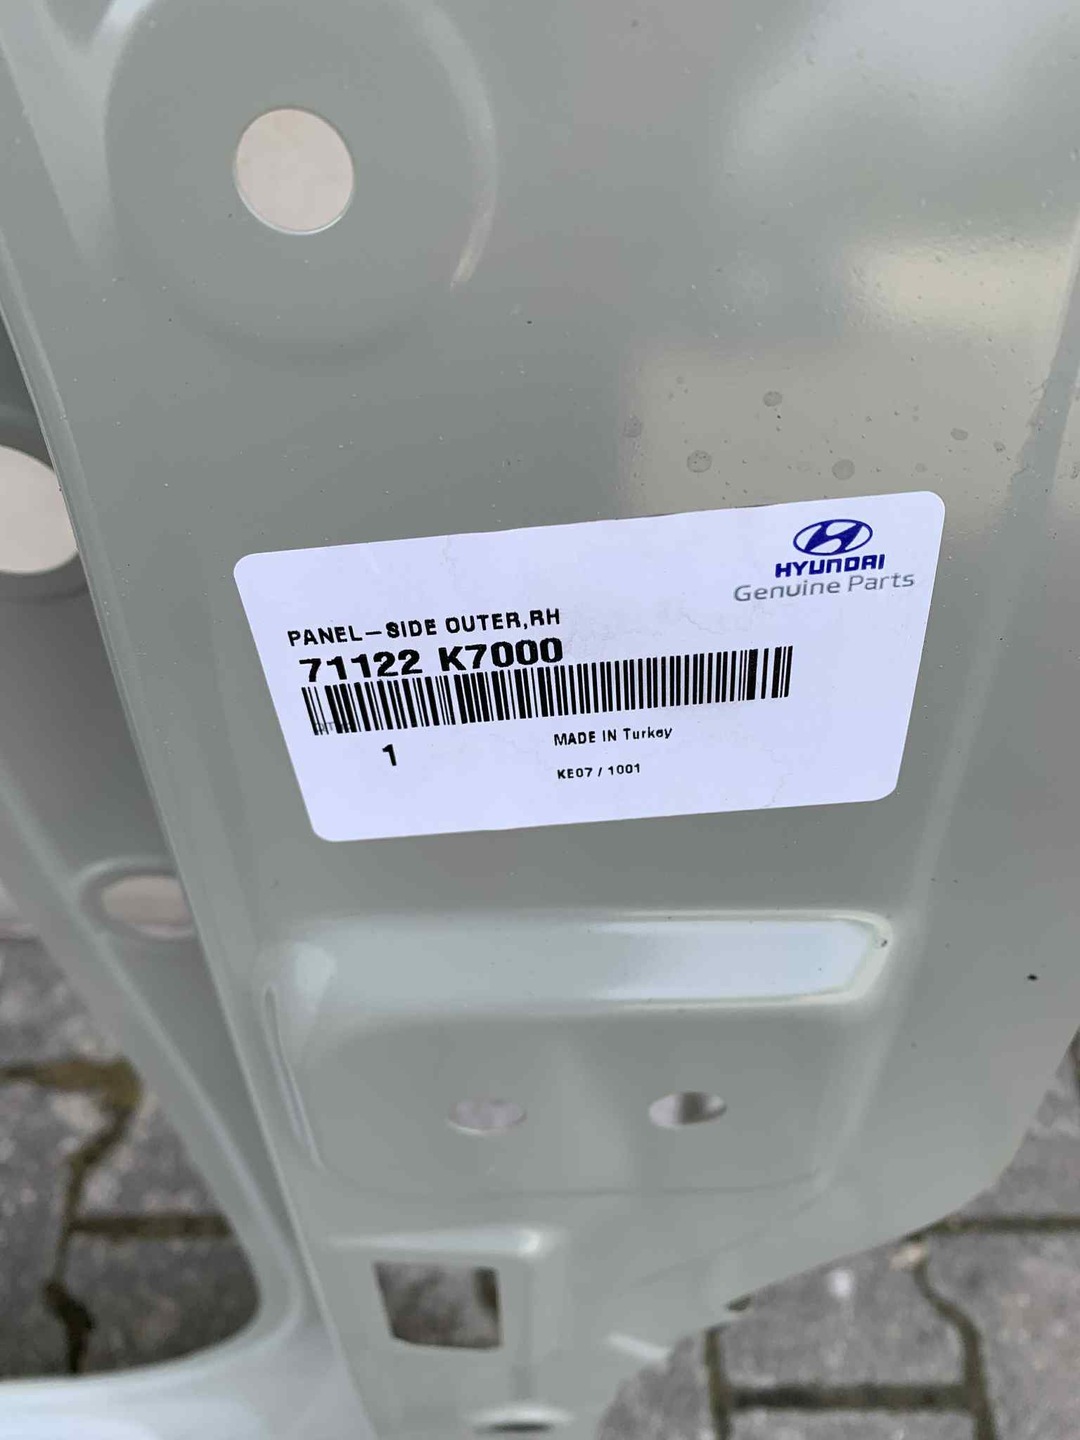 HYUNDAI
Genuine Parts
PANEL-SIDE OUTER,RH
71122 K7000
1
MADE IN Turkey
KE07 / 1001